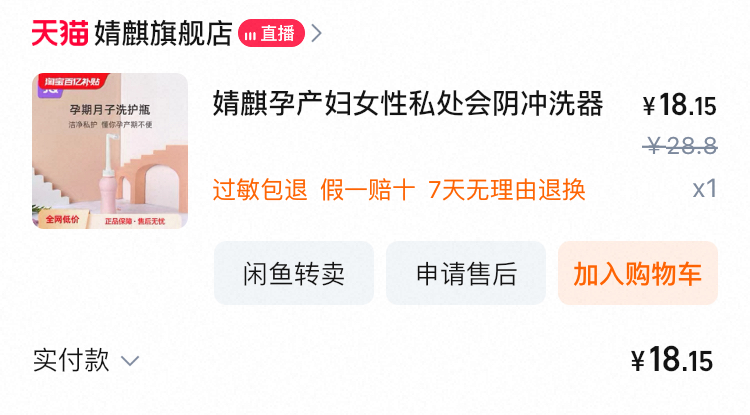 天猫 婧麒旗舰店 直播
淘宝百亿补贴
孕期月子洗护瓶
洁净私护 懂你孕产期不便
全网低价
正品保障·售后无忧
婧麒孕产妇女性私处会阴冲洗器 ¥18.15
¥28.8
过敏包退 假一赔十 7天无理由退换 x1
闲鱼转卖 申请售后 加入购物车
实付款 ¥18.15